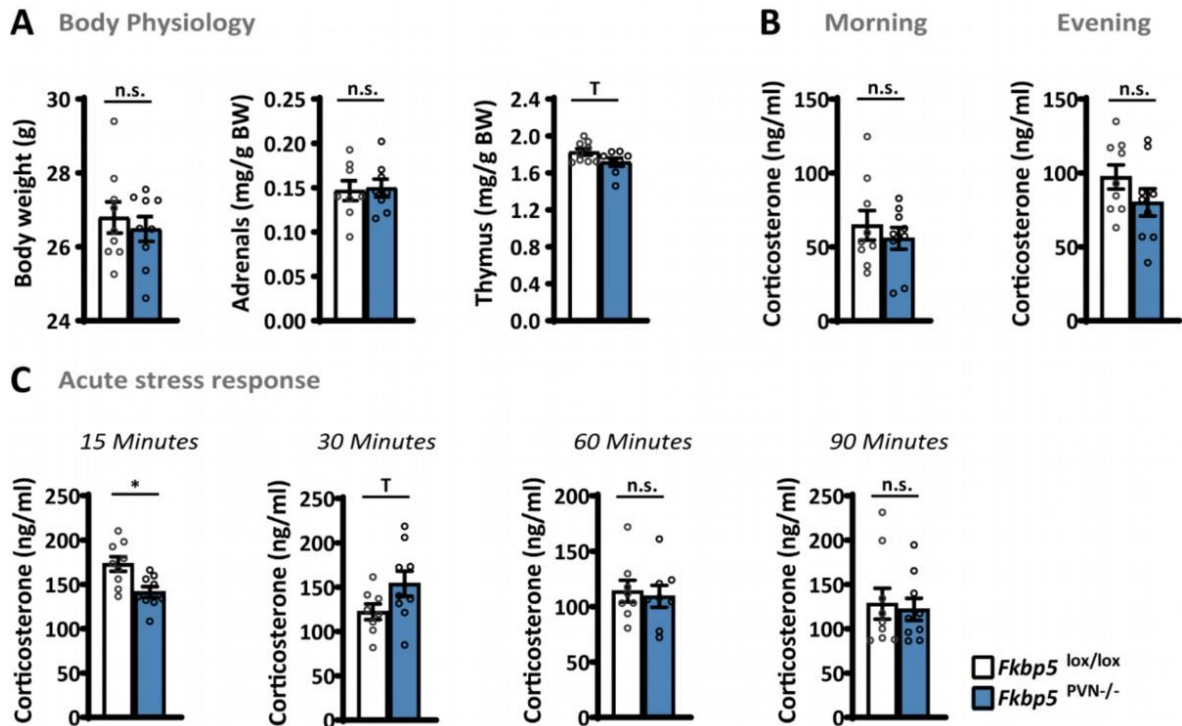 A Body Physiology
B Morning Evening
n.s.
n.s.
T
n.s.
n.s.
Body weight (g)
30
28
26
24
Adrenals (mg/g BW)
0.25
0.20
0.15
0.10
0.05
0.00
Thymus (mg/g BW)
2.4
1.8
1.2
0.6
0.0
Corticosterone (ng/ml)
150
100
50
0
Corticosterone (ng/ml)
150
100
50
0
C Acute stress response
15 Minutes
30 Minutes
60 Minutes
90 Minutes
*
T
n.s.
n.s.
Corticosterone (ng/ml)
250
200
150
100
50
0
Corticosterone (ng/ml)
250
200
150
100
50
0
Corticosterone (ng/ml)
200
150
100
50
0
Corticosterone (ng/ml)
250
200
150
100
50
0
Fkbp5 lox/lox
Fkbp5 PVN-/-